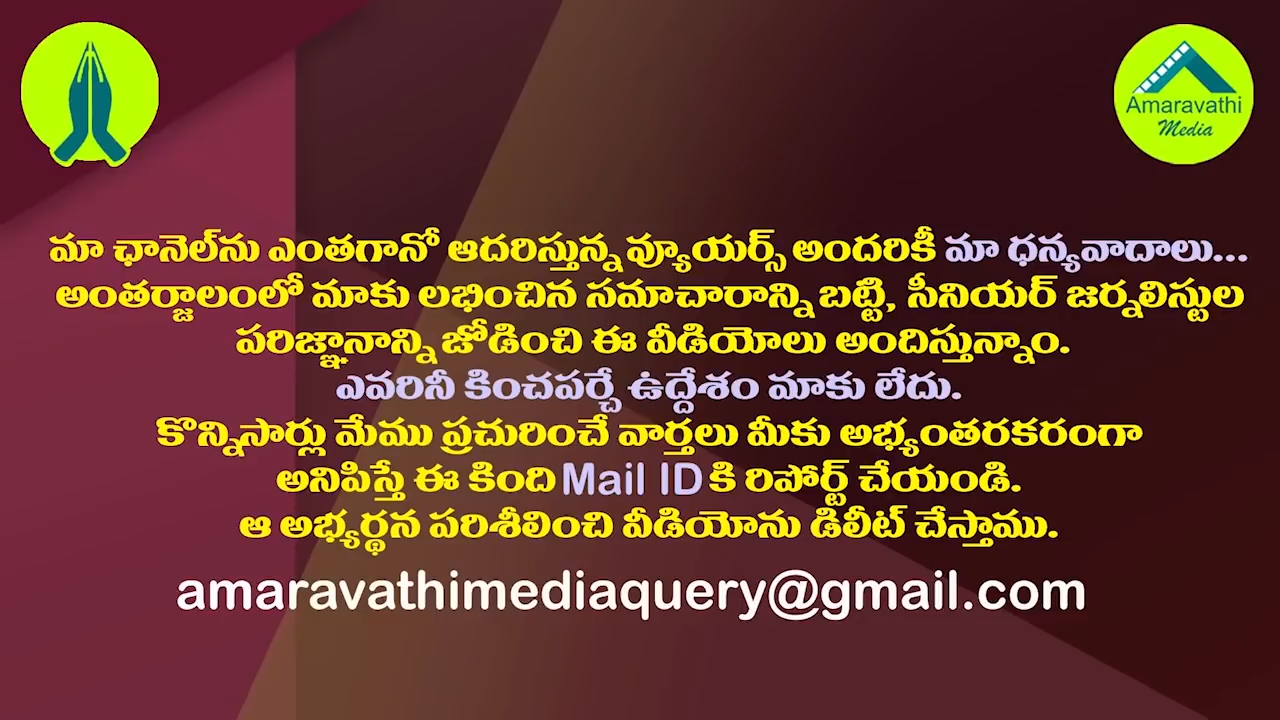 Amaravathi
Media
మా ఛానెల్‌ను ఎంతగానో ఆదరిస్తున్న వ్యూయర్స్ అందరికీ మా ధన్యవాదాలు...
అంతర్జాలంలో మాకు లభించిన సమాచారాన్ని బట్టి, సీనియర్ జర్నలిస్టుల
పరిజ్ఞానాన్ని జోడించి ఈ వీడియోలు అందిస్తున్నాం.
ఎవరినీ కించపర్చే ఉద్దేశం మాకు లేదు.
కొన్నిసార్లు మేము ప్రచురించే వార్తలు మీకు అభ్యంతరకరంగా
అనిపిస్తే ఈ కింది Mail ID కి రిపోర్ట్ చేయండి.
ఆ అభ్యర్థన పరిశీలించి వీడియోను డిలీట్ చేస్తాము.
amaravathimediaquery@gmail.com